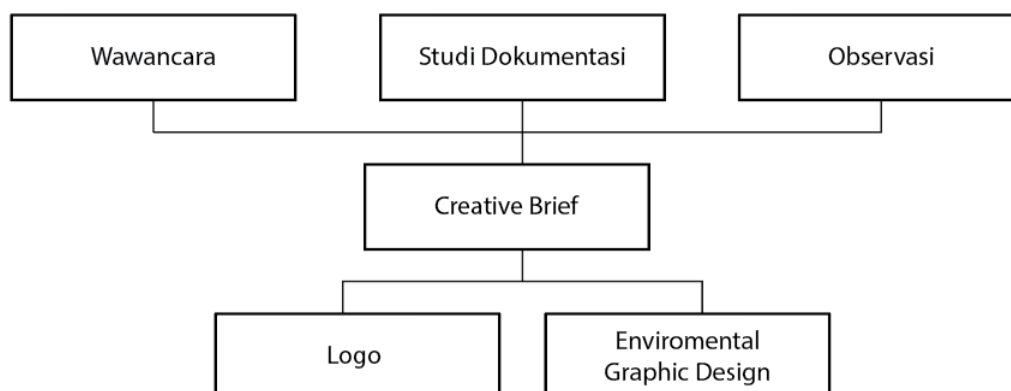 Wawancara
Studi Dokumentasi
Observasi
Creative Brief
Logo
Enviromental
Graphic Design